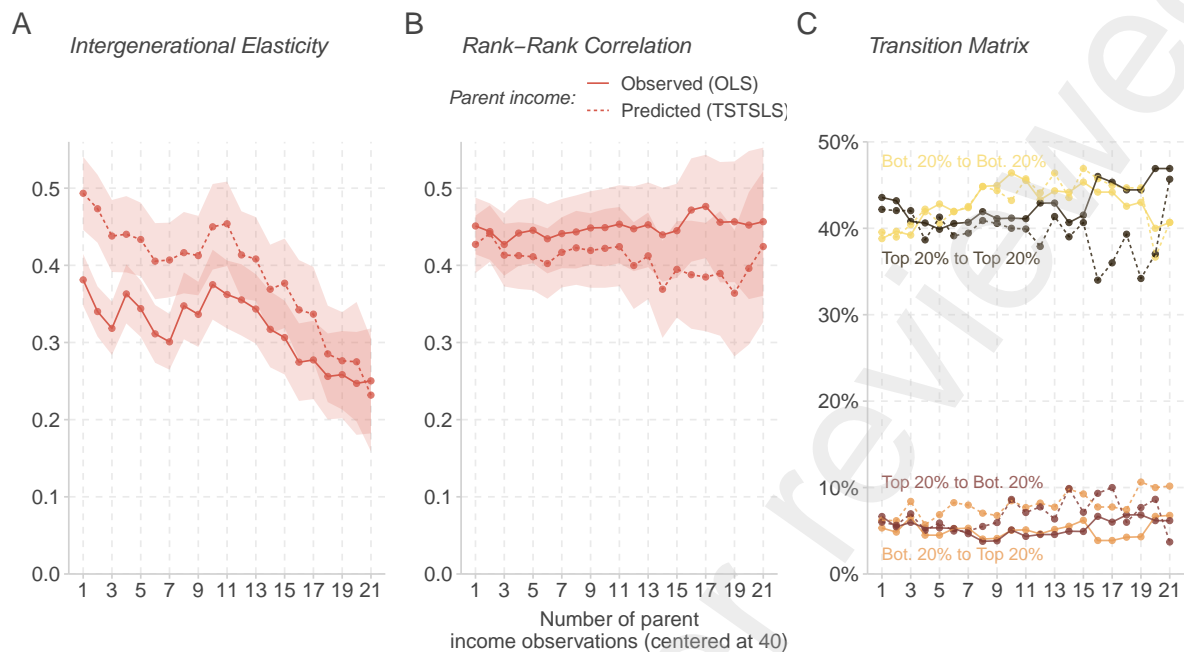 A
Intergenerational Elasticity
0.5
0.4
0.3
0.2
0.1
0.0
1 3 5 7 9 11 13 15 17 19 21
B
Rank−Rank Correlation
Parent income:
Observed (OLS)
Predicted (TSTSLS)
0.5
0.4
0.3
0.2
0.1
0.0
1 3 5 7 9 11 13 15 17 19 21
Number of parent
income observations (centered at 40)
C
Transition Matrix
50%
40%
30%
20%
10%
0%
Bot. 20% to Bot. 20%
Top 20% to Top 20%
Top 20% to Bot. 20%
Bot. 20% to Top 20%
1 3 5 7 9 11 13 15 17 19 21
r reviewe